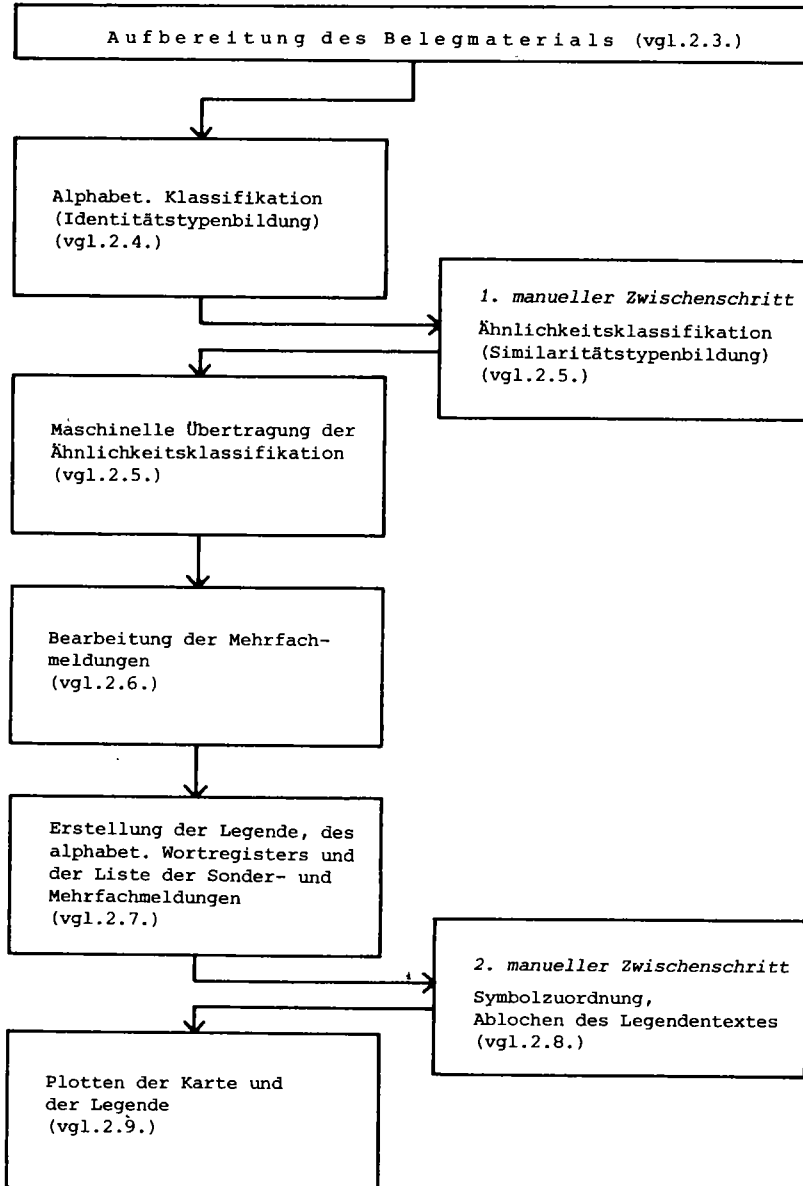 Aufbereitung des Belegmaterials (vgl.2.3.)
Alphabet. Klassifikation
(Identitätstypenbildung)
(vgl.2.4.)
1. manueller Zwischenschritt
Ähnlichkeitsklassifikation
(Similaritätstypenbildung)
(vgl.2.5.)
Maschinelle Übertragung der
Ähnlichkeitsklassifikation
(vgl.2.5.)
Bearbeitung der Mehrfach-
meldungen
(vgl.2.6.)
Erstellung der Legende, des
alphabet. Wortregisters und
der Liste der Sonder- und
Mehrfachmeldungen
(vgl.2.7.)
2. manueller Zwischenschritt
Symbolzuordnung,
Ablochen des Legendentextes
(vgl.2.8.)
Plotten der Karte und
der Legende
(vgl.2.9.)